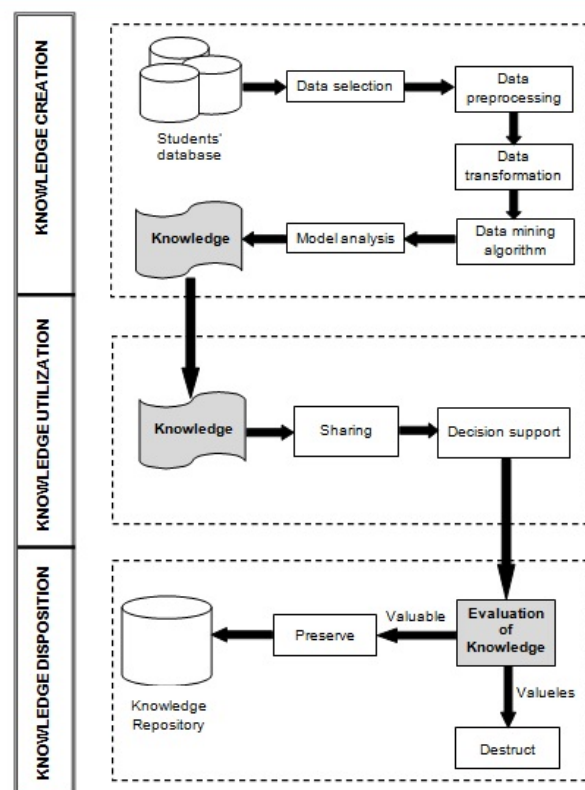 KNOWLEDGE CREATION
Students'
database
Data selection
Data
preprocessing
Data
transformation
Data mining
algorithm
Model analysis
Knowledge
KNOWLEDGE UTILIZATION
Knowledge
Sharing
Decision support
KNOWLEDGE DISPOSITION
Knowledge
Repository
Preserve
Valuable
Evaluation
of
Knowledge
Valueles
Destruct